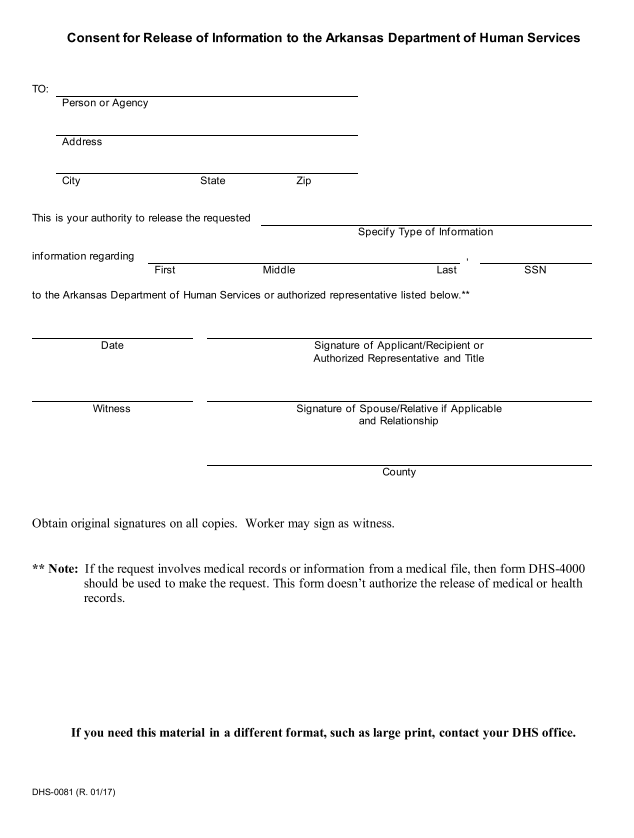 Consent for Release of Information to the Arkansas Department of Human Services
TO:
Person or Agency
Address
City State Zip
This is your authority to release the requested
Specify Type of Information
information regarding ,
First Middle Last SSN
to the Arkansas Department of Human Services or authorized representative listed below.**
Date Signature of Applicant/Recipient or
Authorized Representative and Title
Witness Signature of Spouse/Relative if Applicable
and Relationship
County
Obtain original signatures on all copies. Worker may sign as witness.
** Note: If the request involves medical records or information from a medical file, then form DHS-4000
should be used to make the request. This form doesn't authorize the release of medical or health
records.
If you need this material in a different format, such as large print, contact your DHS office.
DHS-0081 (R. 01/17)